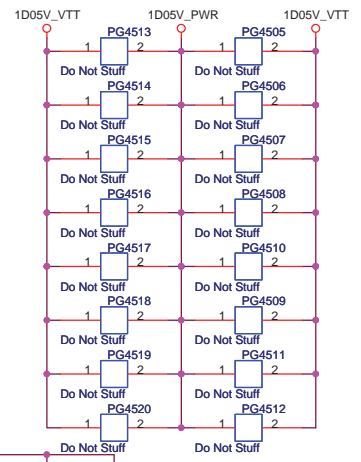 1D05V_VTT 1D05V_PWR 1D05V_VTT
PG4513 PG4505
1 2 1 2
Do Not Stuff Do Not Stuff
PG4514 PG4506
1 2 1 2
Do Not Stuff Do Not Stuff
PG4515 PG4507
1 2 1 2
Do Not Stuff Do Not Stuff
PG4516 PG4508
1 2 1 2
Do Not Stuff Do Not Stuff
PG4517 PG4510
1 2 1 2
Do Not Stuff Do Not Stuff
PG4518 PG4509
1 2 1 2
Do Not Stuff Do Not Stuff
PG4519 PG4511
1 2 1 2
Do Not Stuff Do Not Stuff
PG4520 PG4512
1 2 1 2
Do Not Stuff Do Not Stuff